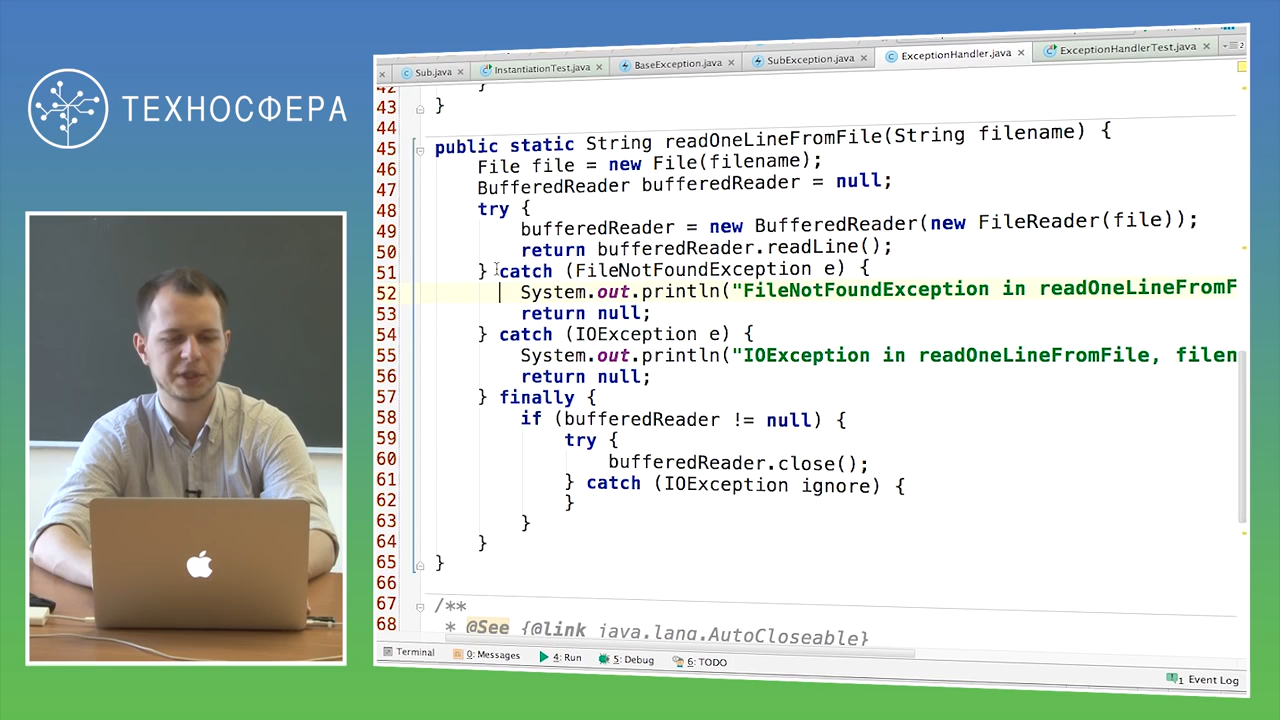 ТЕХНОСФЕРА
Sub.java
InstantiationTest.java
BaseException.java
SubException.java
ExceptionHandler.java
ExceptionHandlerTest.java
2
42 }
43 }
44
45 public static String readOneLineFromFile(String filename) {
46 File file = new File(filename);
47 BufferedReader bufferedReader = null;
48 try {
49 bufferedReader = new BufferedReader(new FileReader(file));
50 return bufferedReader.readLine();
51 } catch (FileNotFoundException e) {
52 System.out.println("FileNotFoundException in readOneLineFromF
53 return null;
54 } catch (IOException e) {
55 System.out.println("IOException in readOneLineFromFile, filen
56 return null;
57 } finally {
58 if (bufferedReader != null) {
59 try {
60 bufferedReader.close();
61 } catch (IOException ignore) {
62 }
63 }
64 }
65 }
66
67 /**
68 * @See {@link java.lang.AutoCloseable}
Terminal
0: Messages
4: Run
5: Debug
6: TODO
1 Event Log